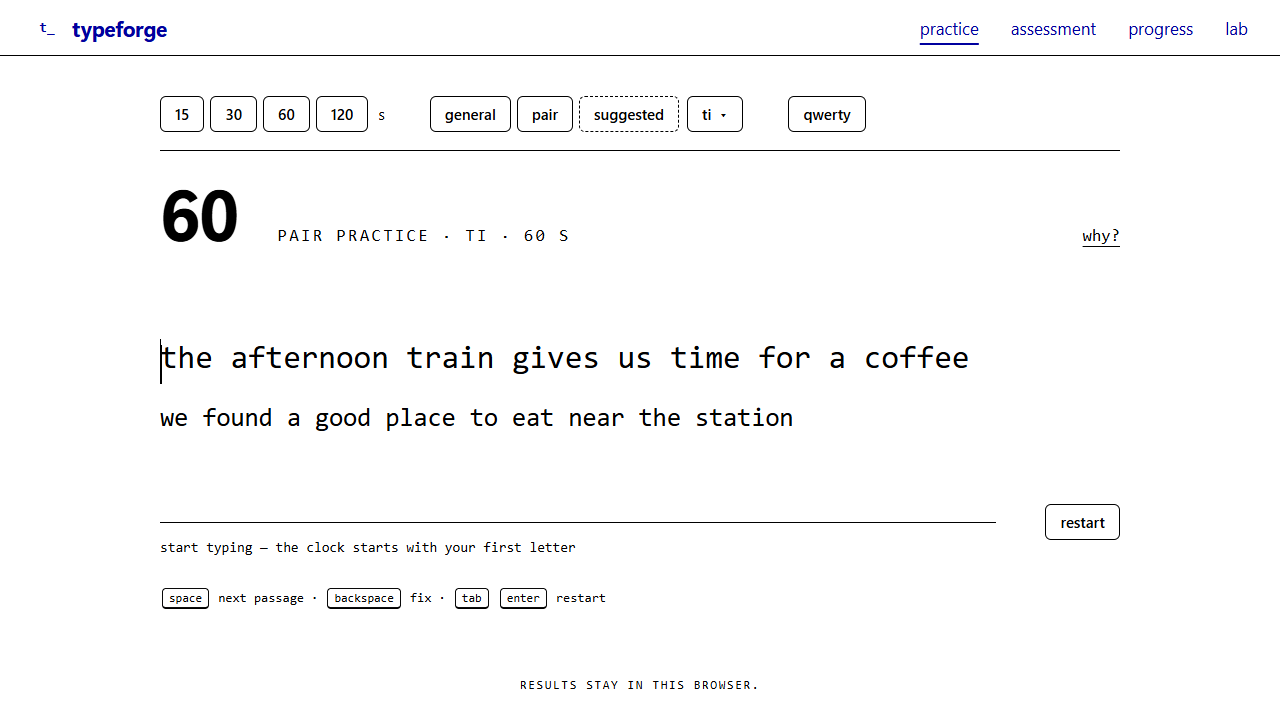 t_ typeforge practice assessment progress lab
15 30 60 120 s general pair suggested ti qwerty
60 PAIR PRACTICE · TI · 60 S why?
the afternoon train gives us time for a coffee
we found a good place to eat near the station
restart
start typing — the clock starts with your first letter
space next passage · backspace fix · tab enter restart
RESULTS STAY IN THIS BROWSER.